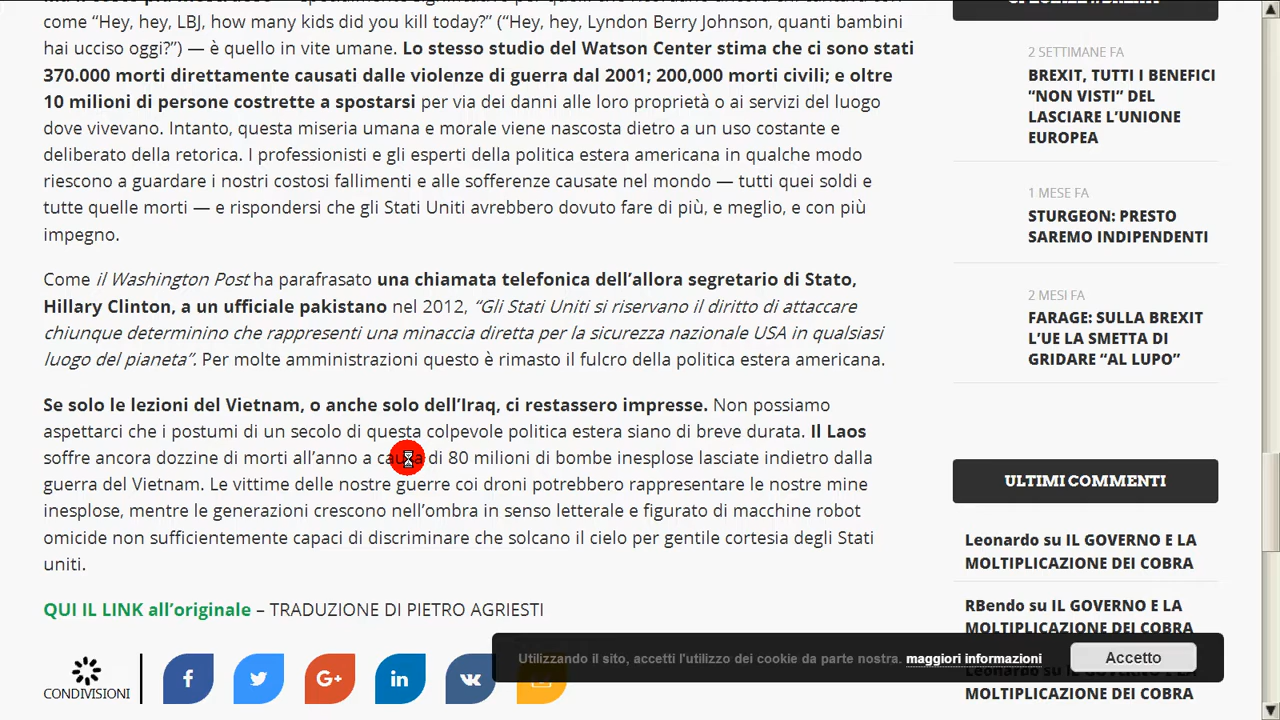 come “Hey, hey, LBJ, how many kids did you kill today?” (“Hey, hey, Lyndon Berry Johnson, quanti bambini
hai ucciso oggi?”) — è quello in vite umane. Lo stesso studio del Watson Center stima che ci sono stati
370.000 morti direttamente causati dalle violenze di guerra dal 2001; 200,000 morti civili; e oltre
10 milioni di persone costrette a spostarsi per via dei danni alle loro proprietà o ai servizi del luogo
dove vivevano. Intanto, questa miseria umana e morale viene nascosta dietro a un uso costante e
deliberato della retorica. I professionisti e gli esperti della politica estera americana in qualche modo
riescono a guardare i nostri costosi fallimenti e alle sofferenze causate nel mondo — tutti quei soldi e
tutte quelle morti — e rispondersi che gli Stati Uniti avrebbero dovuto fare di più, e meglio, e con più
impegno.
Come il Washington Post ha parafrasato una chiamata telefonica dell’allora segretario di Stato,
Hillary Clinton, a un ufficiale pakistano nel 2012, “Gli Stati Uniti si riservano il diritto di attaccare
chiunque determinino che rappresenti una minaccia diretta per la sicurezza nazionale USA in qualsiasi
luogo del pianeta”. Per molte amministrazioni questo è rimasto il fulcro della politica estera americana.
Se solo le lezioni del Vietnam, o anche solo dell’Iraq, ci restassero impresse. Non possiamo
aspettarci che i postumi di un secolo di questa colpevole politica estera siano di breve durata. Il Laos
soffre ancora dozzine di morti all’anno a causa di 80 milioni di bombe inesplose lasciate indietro dalla
guerra del Vietnam. Le vittime delle nostre guerre coi droni potrebbero rappresentare le nostre mine
inesplose, mentre le generazioni crescono nell’ombra in senso letterale e figurato di macchine robot
omicide non sufficientemente capaci di discriminare che solcano il cielo per gentile cortesia degli Stati
uniti.
QUI IL LINK all’originale – TRADUZIONE DI PIETRO AGRIESTI
CONDIVISIONI
2 SETTIMANE FA
BREXIT, TUTTI I BENEFICI
“NON VISTI” DEL
LASCIARE L’UNIONE
EUROPEA
1 MESE FA
STURGEON: PRESTO
SAREMO INDIPENDENTI
2 MESI FA
FARAGE: SULLA BREXIT
L’UE LA SMETTA DI
GRIDARE “AL LUPO”
ULTIMI COMMENTI
Leonardo su IL GOVERNO E LA
MOLTIPLICAZIONE DEI COBRA
RBendo su IL GOVERNO E LA
MOLTIPLICAZIONE DEI COBRA
MOLTIPLICAZIONE DEI COBRA
Utilizzando il sito, accetti l'utilizzo dei cookie da parte nostra. maggiori informazioni
Accetto